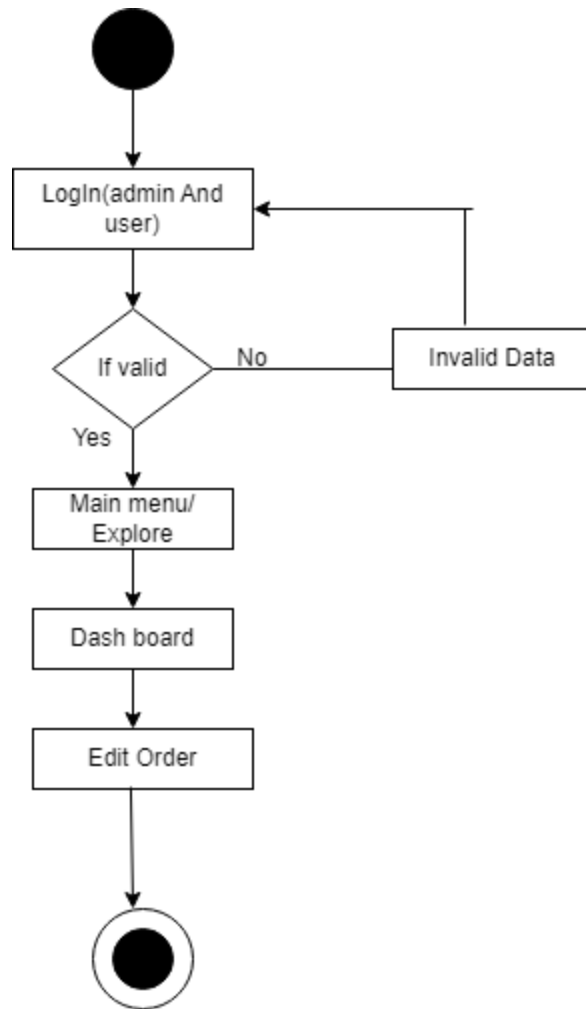 LogIn(admin And
user)
If valid
No
Invalid Data
Yes
Main menu/
Explore
Dash board
Edit Order